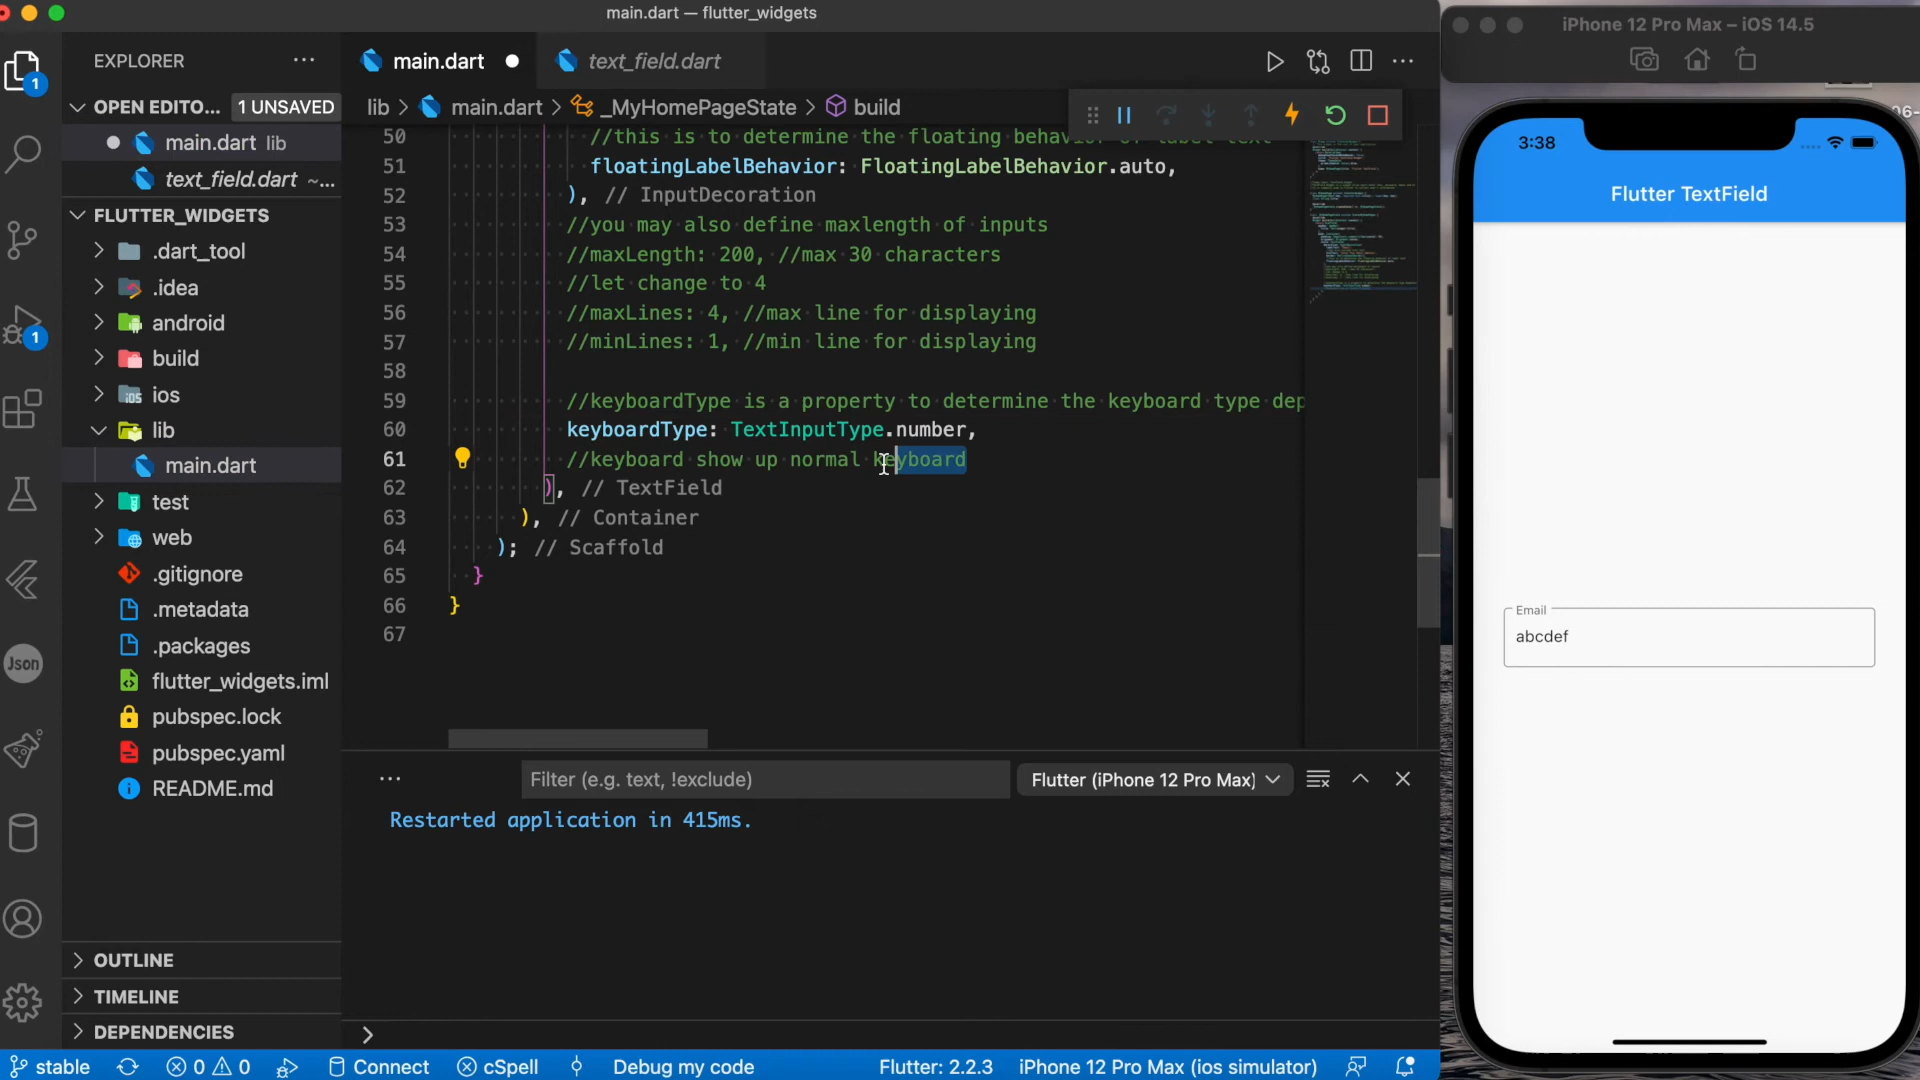 main.dart — flutter_widgets
iPhone 12 Pro Max – iOS 14.5
EXPLORER
main.dart
text_field.dart
1
OPEN EDITO... 1 UNSAVED
lib > main.dart > _MyHomePageState > build
main.dart lib
text_field.dart ~...
FLUTTER_WIDGETS
.dart_tool
.idea
android
build
ios
lib
main.dart
test
web
.gitignore
.metadata
.packages
flutter_widgets.iml
pubspec.lock
pubspec.yaml
README.md
OUTLINE
TIMELINE
DEPENDENCIES
1
Json
50 //this is to determine the floating behavior of label text
51 floatingLabelBehavior: FloatingLabelBehavior.auto,
52 ), // InputDecoration
53 //you may also define maxlength of inputs
54 //maxLength: 200, //max 30 characters
55 //let change to 4
56 //maxLines: 4, //max line for displaying
57 //minLines: 1, //min line for displaying
58
59 //keyboardType is a property to determine the keyboard type dep
60 keyboardType: TextInputType.number,
61 //keyboard show up normal keyboard
62 ), // TextField
63 ), // Container
64 ); // Scaffold
65 }
66 }
67
Filter (e.g. text, !exclude)
Flutter (iPhone 12 Pro Max)
Restarted application in 415ms.
>
stable
0 0
Connect
cSpell
Debug my code
Flutter: 2.2.3
iPhone 12 Pro Max (ios simulator)
3:38
Flutter TextField
Email
abcdef